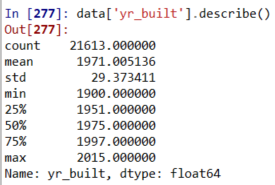 In [277]: data['yr_built'].describe()
Out[277]:
count    21613.000000
mean      1971.005136
std         29.373411
min       1900.000000
25%       1951.000000
50%       1975.000000
75%       1997.000000
max       2015.000000
Name: yr_built, dtype: float64